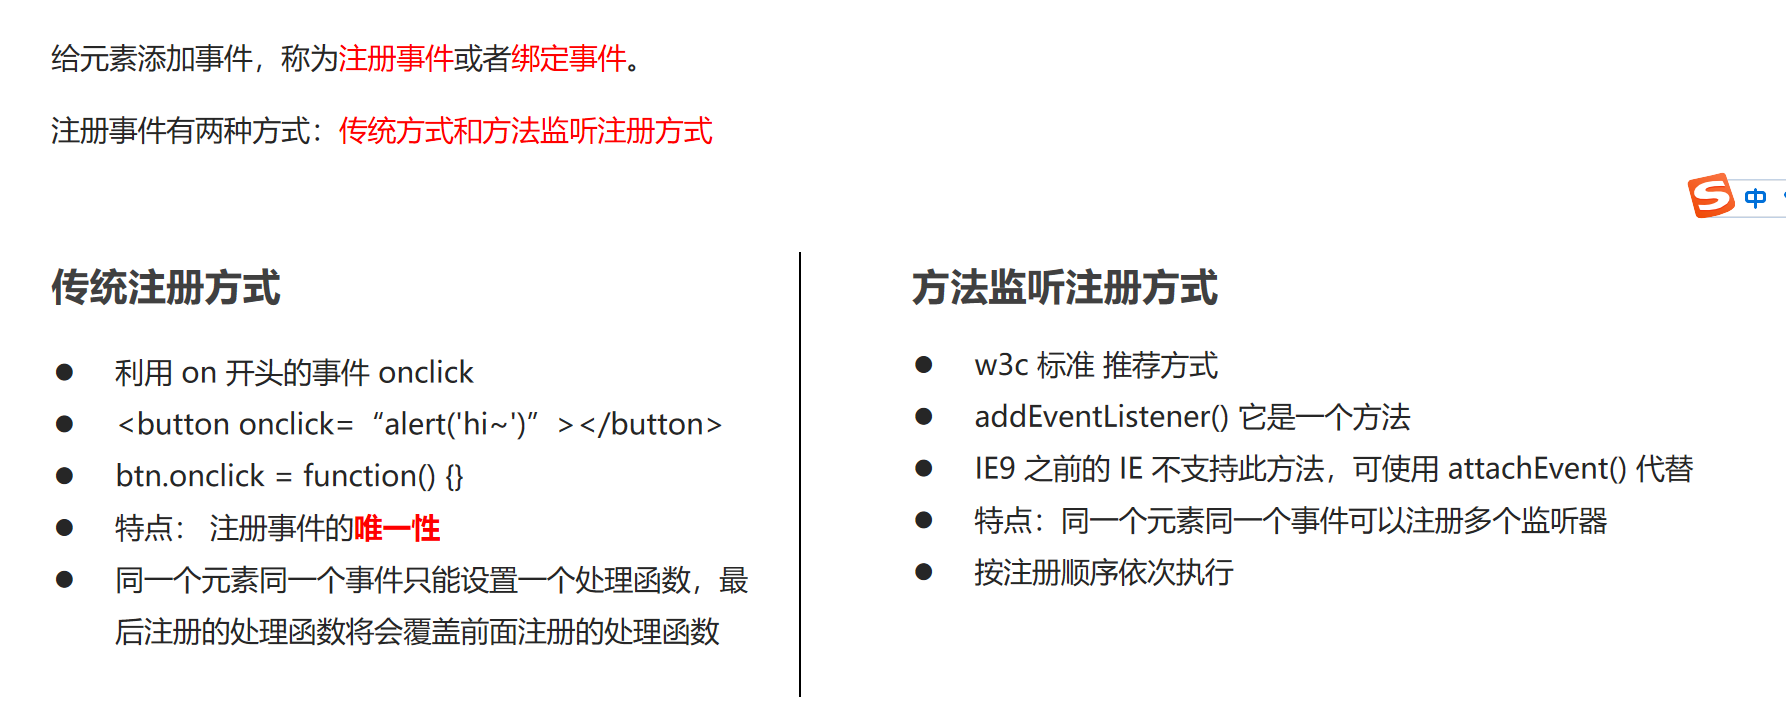 给元素添加事件，称为注册事件或者绑定事件。
注册事件有两种方式：传统方式和方法监听注册方式
中
传统注册方式
利用 on 开头的事件 onclick
<button onclick=“alert('hi~')”></button>
btn.onclick = function() {}
特点： 注册事件的唯一性
同一个元素同一个事件只能设置一个处理函数，最
后注册的处理函数将会覆盖前面注册的处理函数
方法监听注册方式
w3c 标准 推荐方式
addEventListener() 它是一个方法
IE9 之前的 IE 不支持此方法，可使用 attachEvent() 代替
特点：同一个元素同一个事件可以注册多个监听器
按注册顺序依次执行